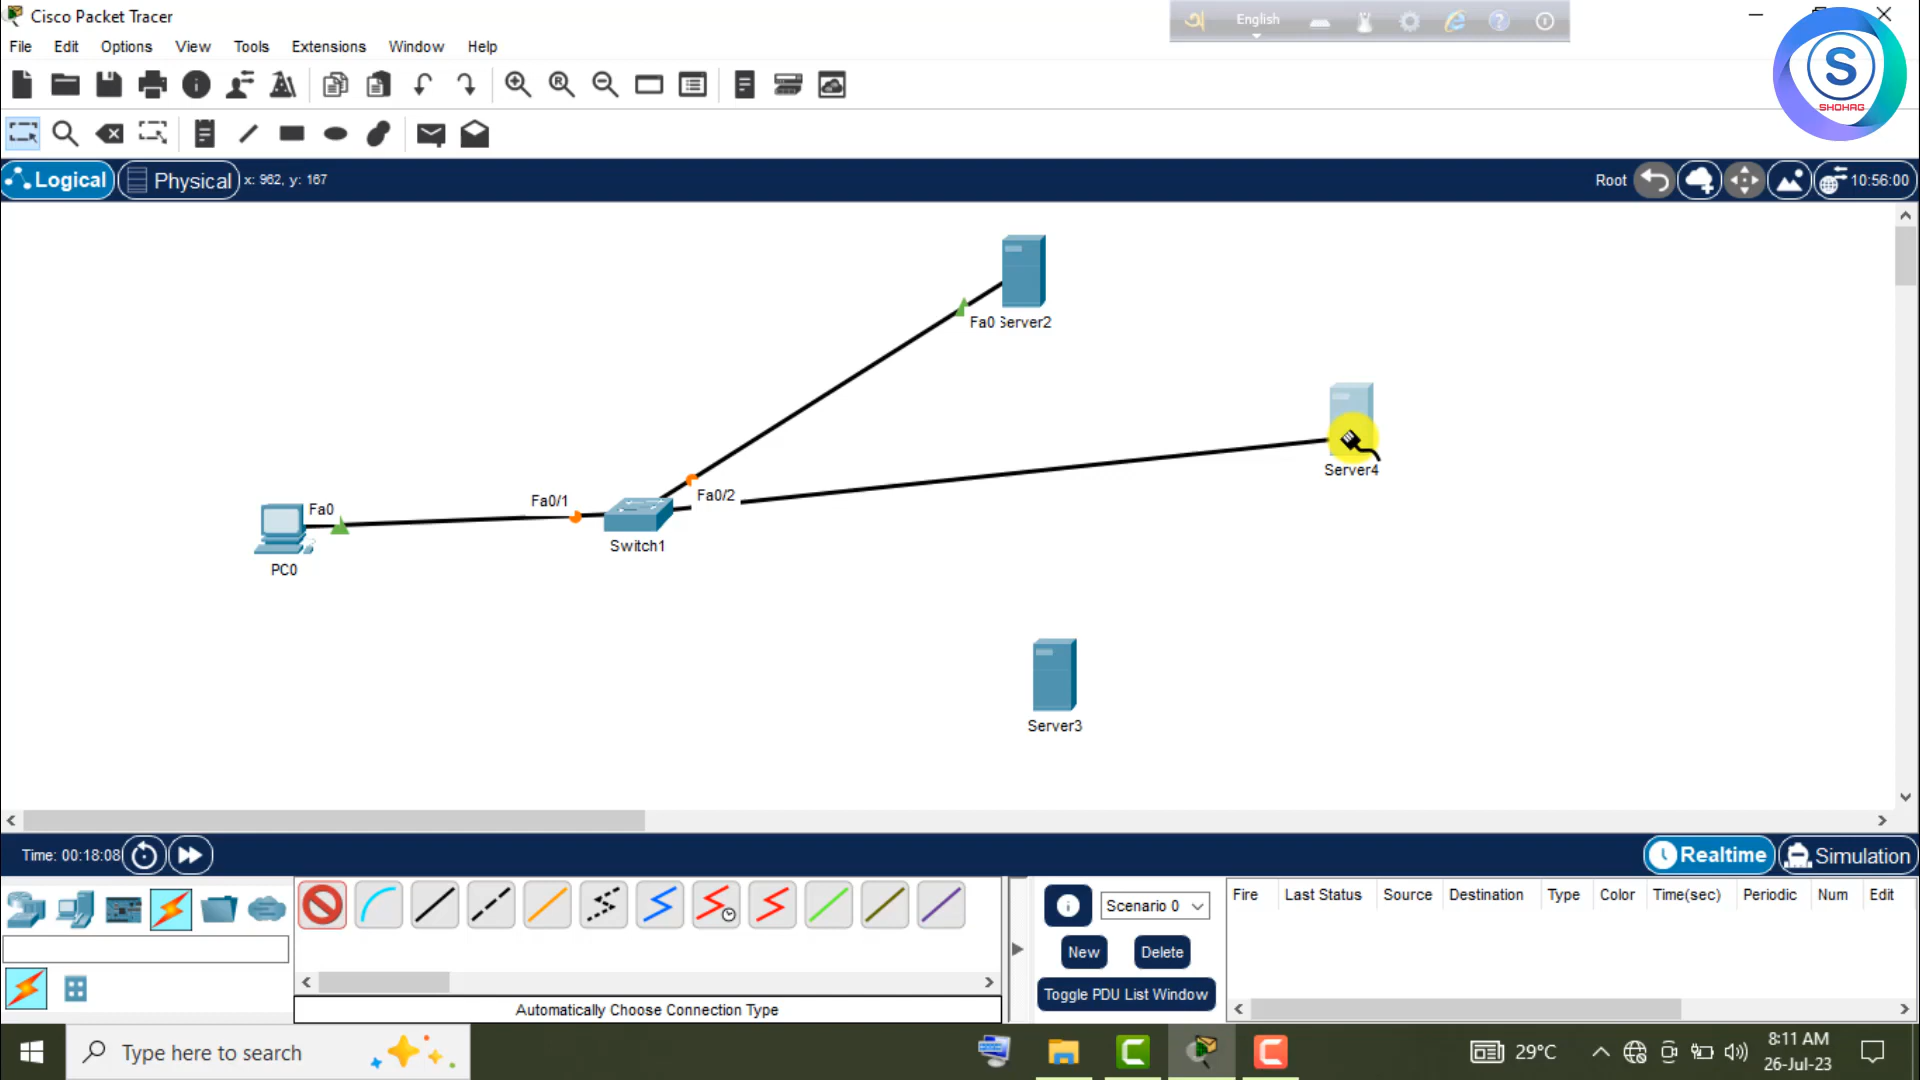 Cisco Packet Tracer
English
File Edit Options View Tools Extensions Window Help
S
SHOHAG
Logical Physical x: 962, y: 167 Root 10:56:00
Fa0 Server2
Server4
Fa0/2
Fa0/1
Fa0
Switch1
PC0
Server3
Time: 00:18:08 Realtime Simulation
Scenario 0
New Delete
Toggle PDU List Window
Fire Last Status Source Destination Type Color Time(sec) Periodic Num Edit
Automatically Choose Connection Type
Type here to search
29°C
8:11 AM
26-Jul-23